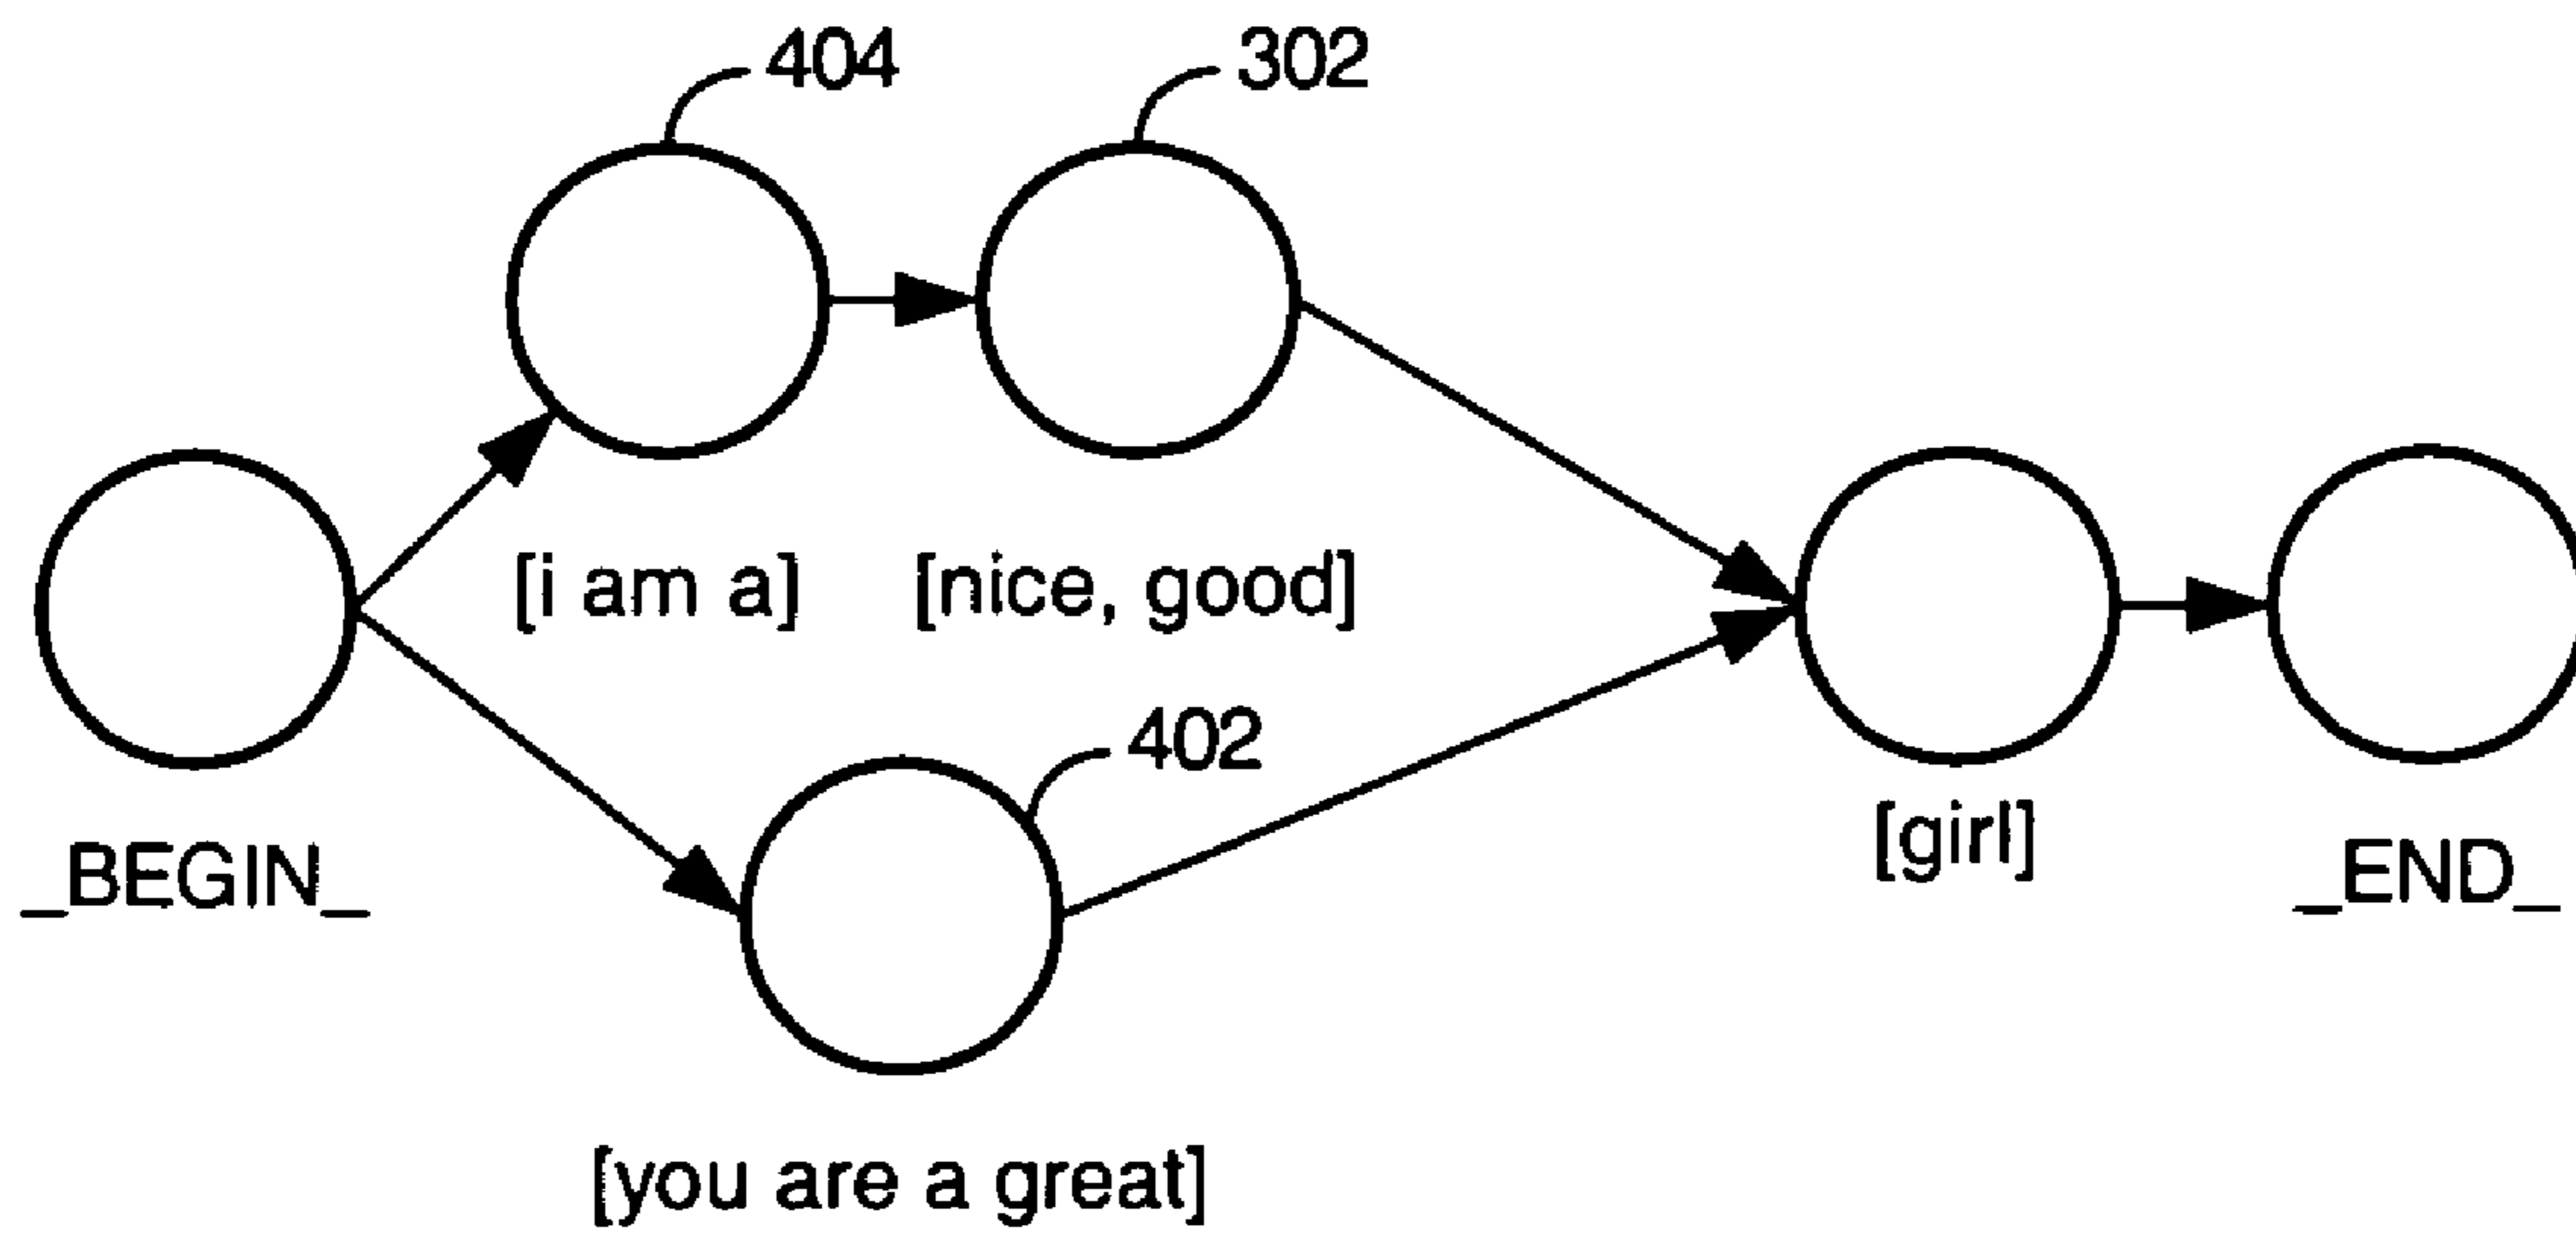 404 302
[i am a] [nice, good]
402
[girl]
_BEGIN_ _END_
[you are a great]